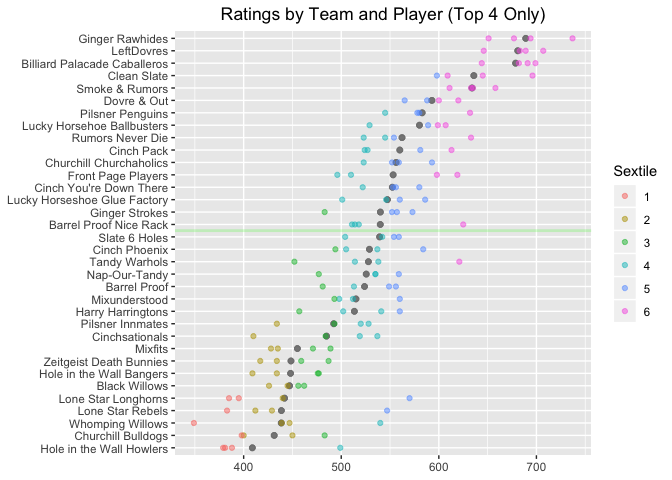 Ratings by Team and Player (Top 4 Only)
Ginger Rawhides
LeftDovres
Billiard Palacade Caballeros
Clean Slate
Smoke & Rumors
Dovre & Out
Pilsner Penguins
Lucky Horsehoe Ballbusters
Rumors Never Die
Cinch Pack
Churchill Churchaholics
Front Page Players
Cinch You're Down There
Lucky Horseshoe Glue Factory
Ginger Strokes
Barrel Proof Nice Rack
Slate 6 Holes
Cinch Phoenix
Tandy Warhols
Nap-Our-Tandy
Barrel Proof
Mixunderstood
Harry Harringtons
Pilsner Innmates
Cinchsationals
Mixfits
Zeitgeist Death Bunnies
Hole in the Wall Bangers
Black Willows
Lone Star Longhorns
Lone Star Rebels
Whomping Willows
Churchill Bulldogs
Hole in the Wall Howlers
400 500 600 700
Sextile
1
2
3
4
5
6